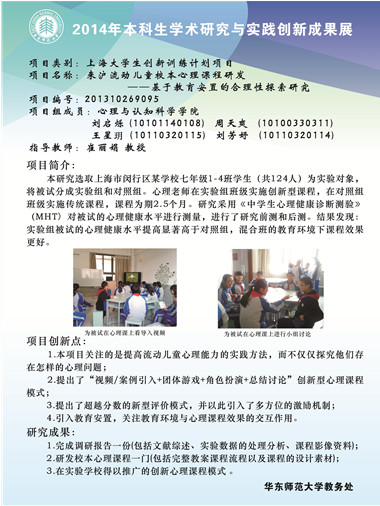 2014年本科生学术研究与实践创新成果展
项目类别：上海大学生创新训练计划项目
项目名称：来沪流动儿童校本心理课程研发
——基于教育安置的合理性探索研究
项目编号：201310269095
项目组成员：心理与认知科学学院
刘启烁（10101140108） 周天爽 （10100330311）
王星玥（10110320115） 刘芳妤 （10110320114）
指导教师：崔丽娟 教授
项目简介：
本研究选取上海市闵行区某学校七年级1-4班学生（共124人）为实验对象，
将被试分成实验组和对照组。心理老师在实验组班级实施创新型课程，在对照组
班级实施传统课程，课程为期2.5个月。研究采用《中学生心理健康诊断测验》
（MHT）对被试的心理健康水平进行测量，进行了研究前测和后测。结果发现：
实验组被试的心理健康水平提高显著高于对照组，混合班的教育环境下课程效果
更好。
为被试在心理课上看导入视频
为被试在心理课上进行小组讨论
项目创新点：
1.本项目关注的是提高流动儿童心理能力的实践方法，而不仅仅探究他们存
在怎样的心理问题；
2.提出了“视频/案例引入+团体游戏+角色扮演+总结讨论”创新型心理课程
模式；
3.提出了超越分数的新型评价模式，并以此引入了多方位的激励机制；
4.引入教育安置，关注教育环境与心理课程效果的交互作用。
研究成果：
1.完成调研报告一份(包括文献综述、实验数据的处理分析、课程影像资料)；
2.研发校本心理课程一门(包括完整教案课程流程以及课程的设计素材)；
3.在实验学校得以推广的创新心理课程模式 。
华东师范大学教务处